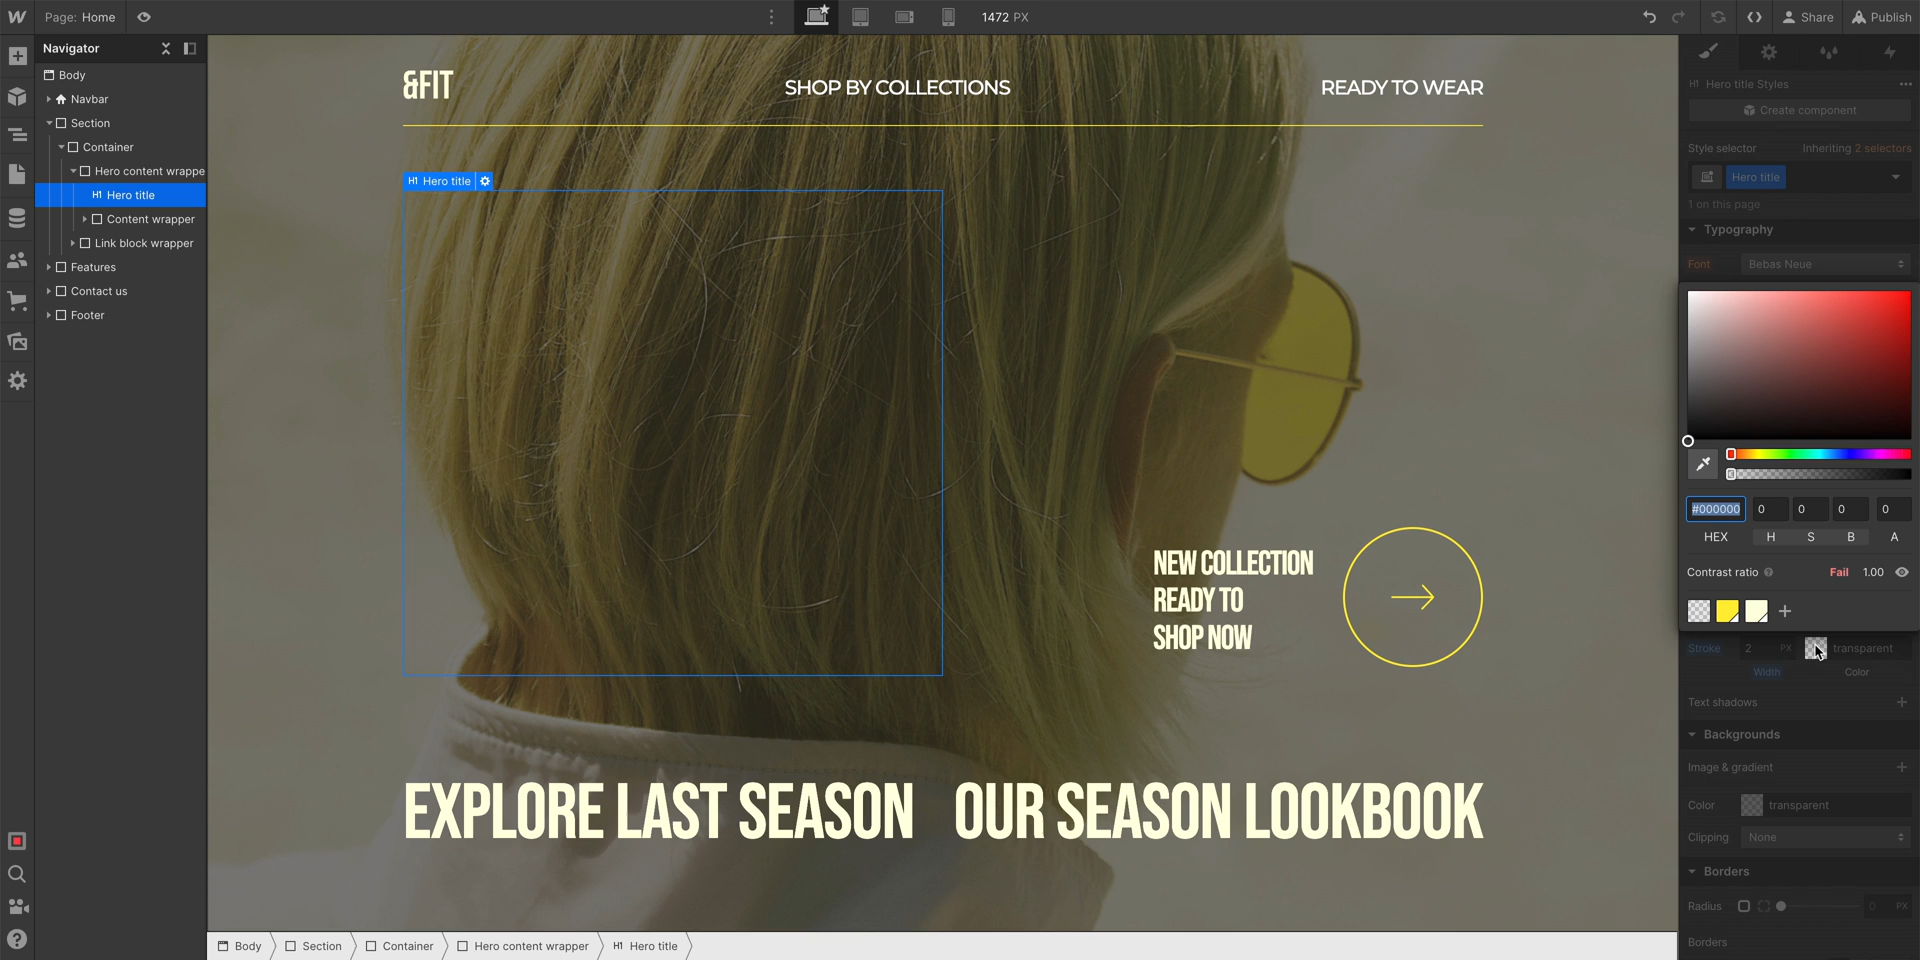 Page: Home
1472 PX
Share
Publish
Navigator
Body
Navbar
Section
Container
Hero content wrappe
H1 Hero title
Content wrapper
Link block wrapper
Features
Contact us
Footer
&FIT
SHOP BY COLLECTIONS
READY TO WEAR
H1 Hero title
NEW COLLECTION
READY TO
SHOP NOW
EXPLORE LAST SEASON
OUR SEASON LOOKBOOK
Body
Section
Container
Hero content wrapper
H1 Hero title
H1 Hero title Styles
Create component
Style selector
Inheriting 2 selectors
Hero title
1 on this page
Typography
Font
Bebas Neue
#000000 0 0 0 0
HEX H S B A
Contrast ratio
Fail 1.00
Stroke 2 PX transparent
Width Color
Text shadows
Backgrounds
Image & gradient
Color transparent
Clipping None
Borders
Radius 0 PX
Borders